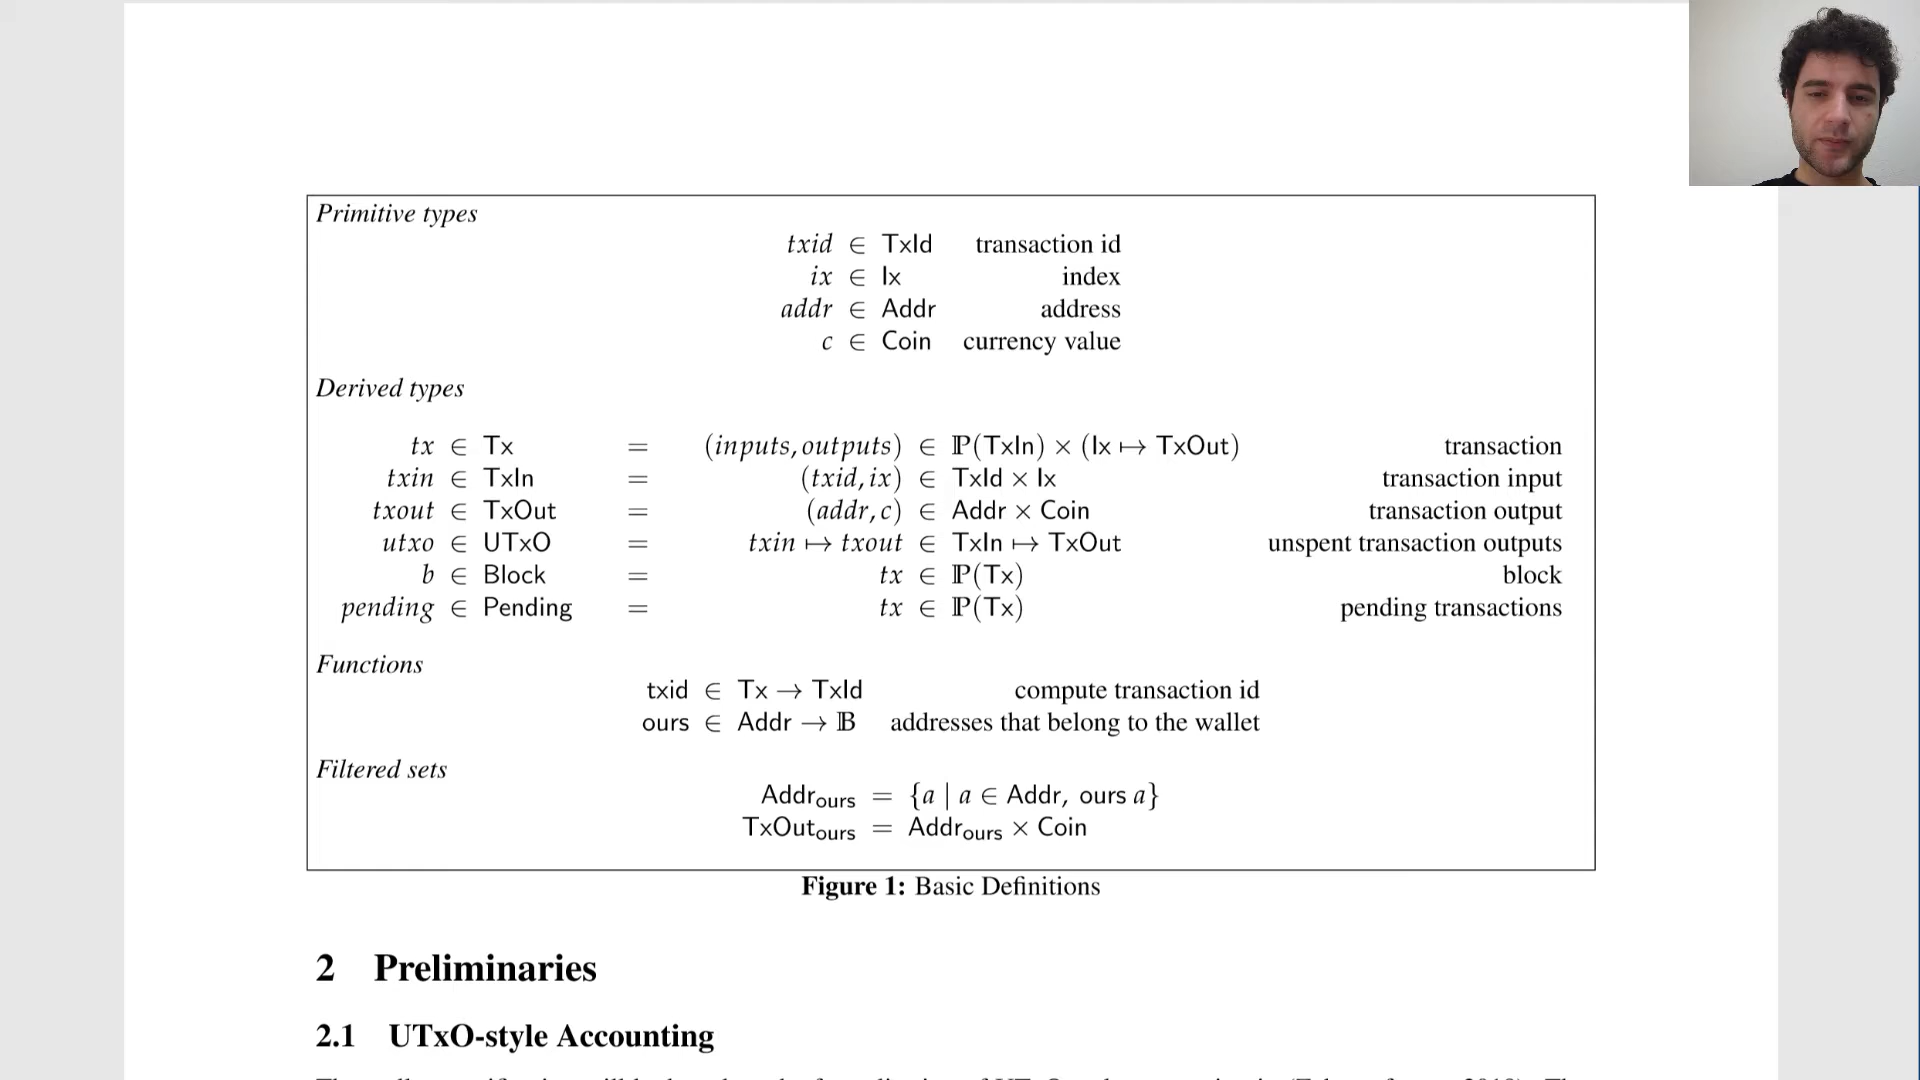 Primitive types
txid ∈ TxId transaction id
ix ∈ Ix index
addr ∈ Addr address
c ∈ Coin currency value
Derived types
tx ∈ Tx = (inputs, outputs) ∈ ℙ(TxIn) × (Ix ↦ TxOut) transaction
txin ∈ TxIn = (txid, ix) ∈ TxId × Ix transaction input
txout ∈ TxOut = (addr, c) ∈ Addr × Coin transaction output
utxo ∈ UTxO = txin ↦ txout ∈ TxIn ↦ TxOut unspent transaction outputs
b ∈ Block = tx ∈ ℙ(Tx) block
pending ∈ Pending = tx ∈ ℙ(Tx) pending transactions
Functions
txid ∈ Tx → TxId compute transaction id
ours ∈ Addr → 𝔹 addresses that belong to the wallet
Filtered sets
Addr_ours = {a | a ∈ Addr, ours a}
TxOut_ours = Addr_ours × Coin
Figure 1: Basic Definitions
2 Preliminaries
2.1 UTxO-style Accounting